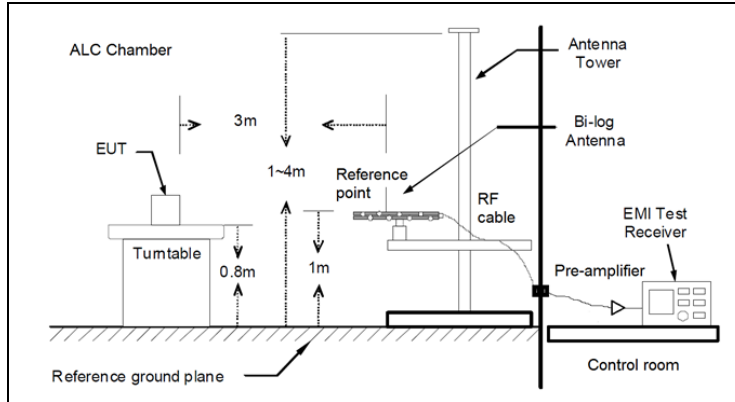 ALC Chamber
Antenna
Tower
3m
Bi-log
Antenna
EUT
1~4m
Reference
point
RF
cable
EMI Test
Receiver
Turntable
0.8m
1m
Pre-amplifier
Reference ground plane
Control room